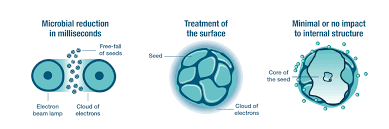 Microbial reduction
in milliseconds
Free-fall
of seeds
Electron
beam lamp
Cloud of
electrons
Treatment of
the surface
Seed
Cloud of
electrons
Minimal or no impact
to internal structure
Core of
the seed